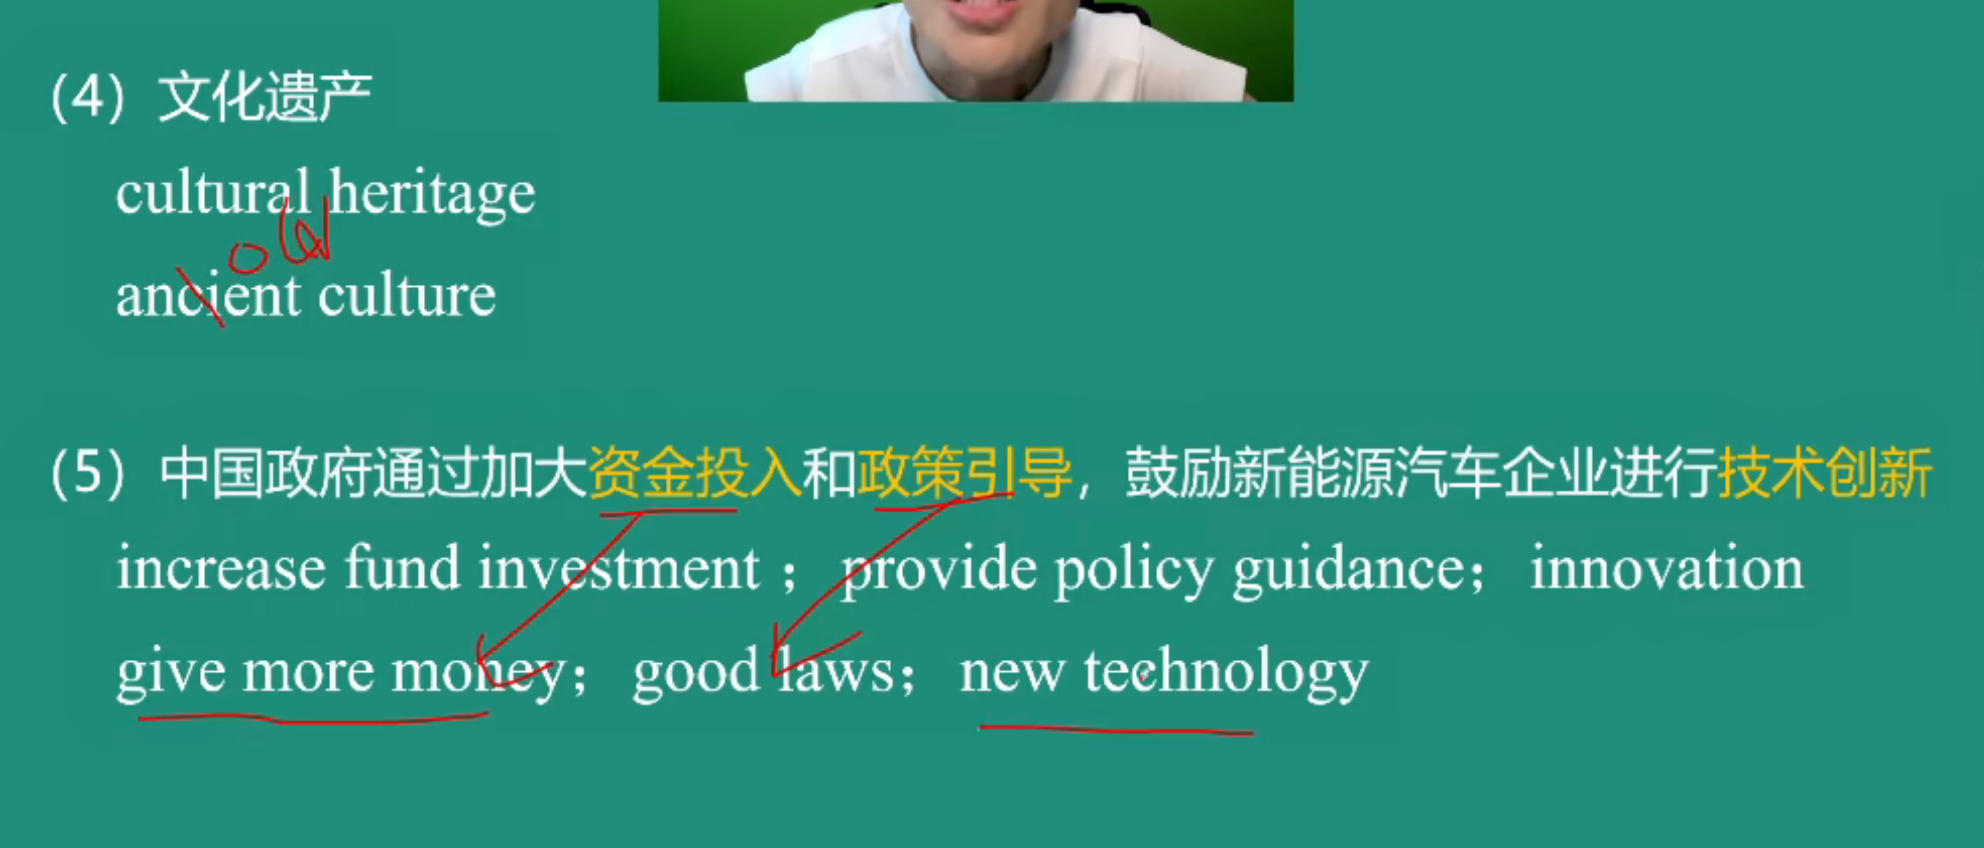 （4）文化遗产
cultural heritage
old
ancient culture
（5）中国政府通过加大资金投入和政策引导，鼓励新能源汽车企业进行技术创新
increase fund investment ； provide policy guidance； innovation
give more money； good laws； new technology